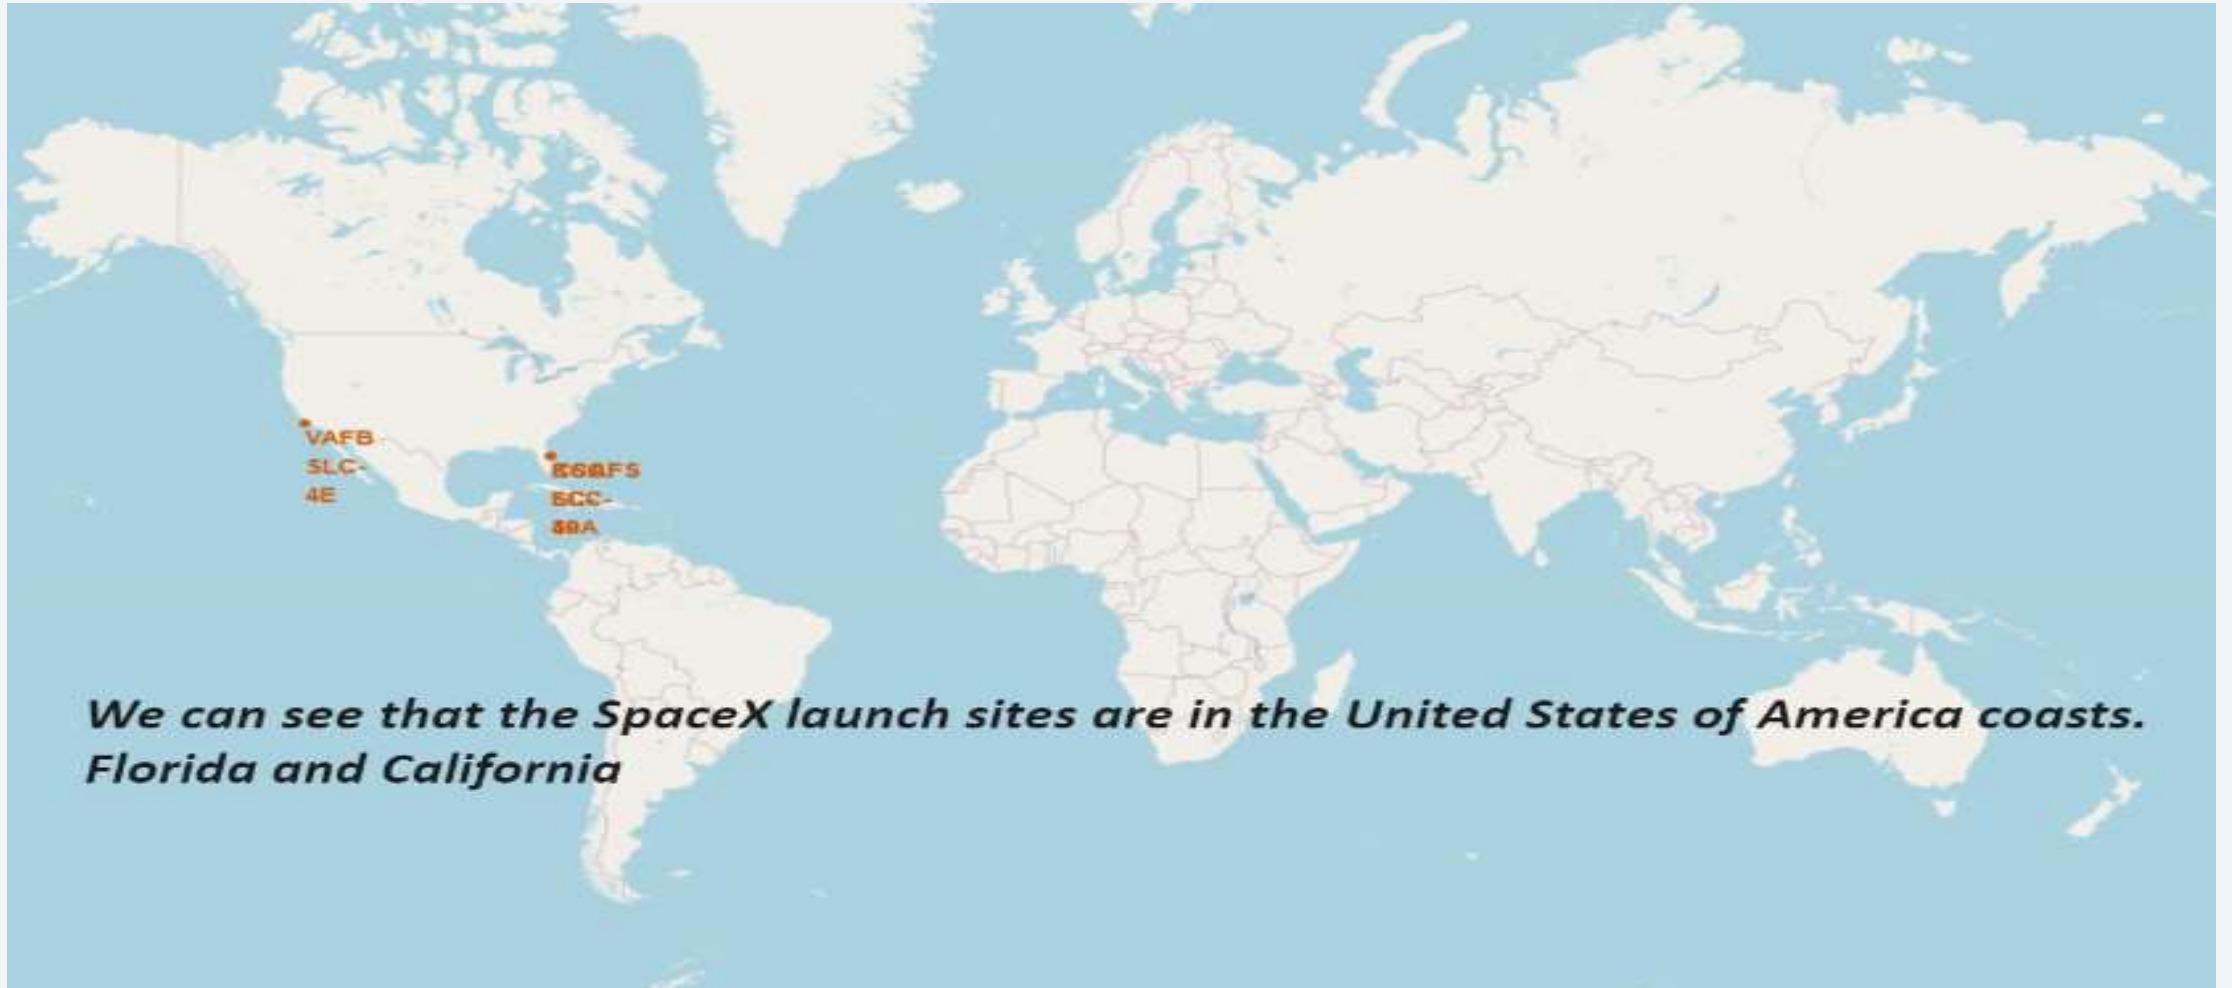 VAFB
SLC-
4E
We can see that the SpaceX launch sites are in the United States of America coasts.
Florida and California